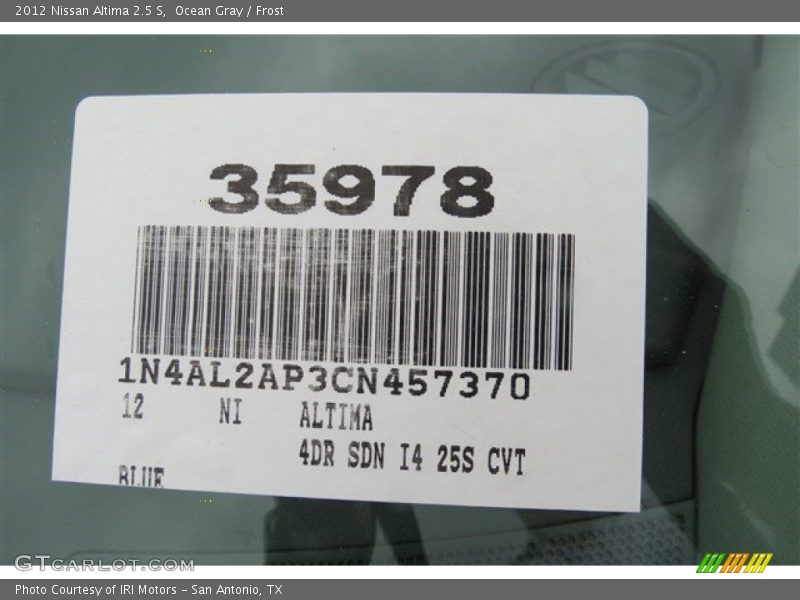 2012 Nissan Altima 2.5 S, Ocean Gray / Frost
35978
1N4AL2AP3CN457370
12 NI ALTIMA
4DR SDN I4 25S CVT
BLUE
GTCARLOT.COM
Photo Courtesy of IRI Motors – San Antonio, TX